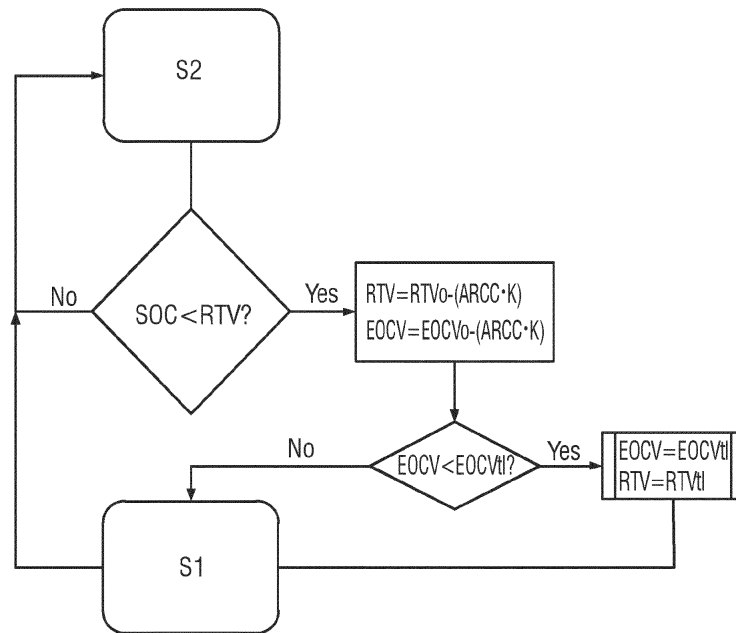 S2
No
SOC<RTV?
Yes
RTV=RTVo-(ARCC·K)
EOCV=EOCVo-(ARCC·K)
No
EOCV<EOCVtl?
Yes
EOCV=EOCVtl
RTV=RTVtl
S1